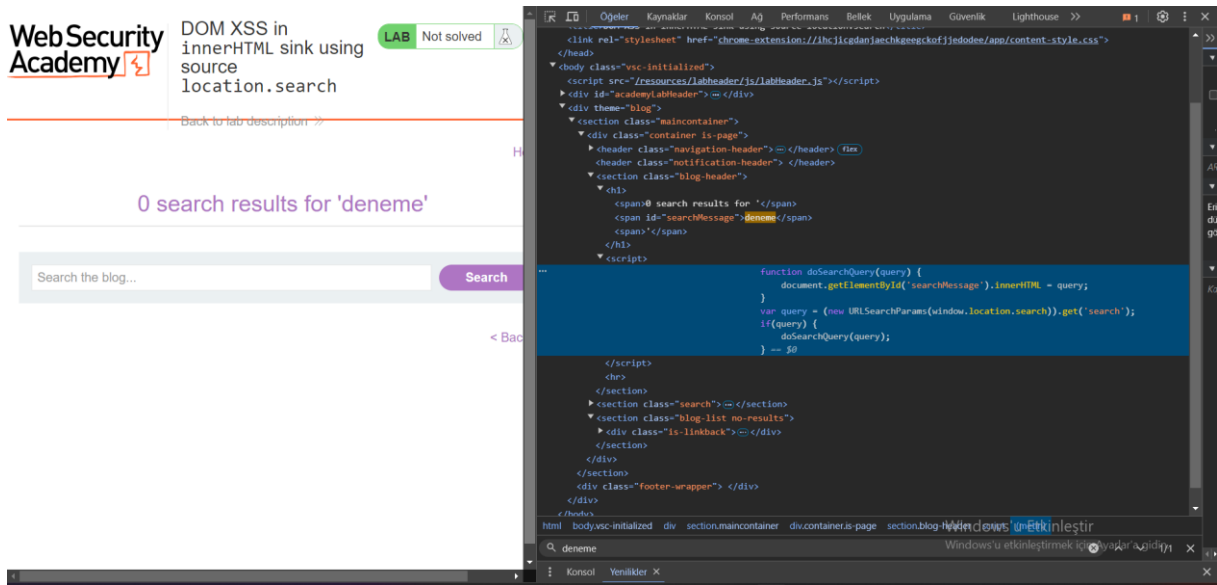 WebSecurity
Academy
DOM XSS in
innerHTML sink using
source
location.search
LAB Not solved
Back to lab description
0 search results for 'deneme'
Search the blog...
Search
< Bac
Öğeler Kaynaklar Konsol Ağ Performans Bellek Uygulama Güvenlik Lighthouse 1
<link rel="stylesheet" href="chrome-extension://ihcjicgdanjaechkgeegckofjjedodee/app/content-style.css">
</head>
<body class="vsc-initialized">
<script src="/resources/labheader/js/labHeader.js"></script>
<div id="academyLabHeader"> </div>
<div theme="blog">
<section class="maincontainer">
<div class="container is-page">
<header class="navigation-header"> </header> flex
<header class="notification-header"> </header>
<section class="blog-header">
<h1>
<span>0 search results for '</span>
<span id="searchMessage">deneme</span>
<span>'</span>
</h1>
<script>
function doSearchQuery(query) {
document.getElementById('searchMessage').innerHTML = query;
}
var query = (new URLSearchParams(window.location.search)).get('search');
if(query) {
doSearchQuery(query);
} == $0
</script>
<hr>
</section>
<section class="search"> </section>
<section class="blog-list no-results">
<div class="is-linkback"> </div>
</section>
</div>
</section>
<div class="footer-wrapper"> </div>
</div>
</body>
html body.vsc-initialized div section.maincontainer div.container.is-page section.blog-header script
Windows'u Etkinleştir
deneme
Windows'u etkinleştirmek için Ayarlar'a gidin.
1/1
Konsol Yenilikler